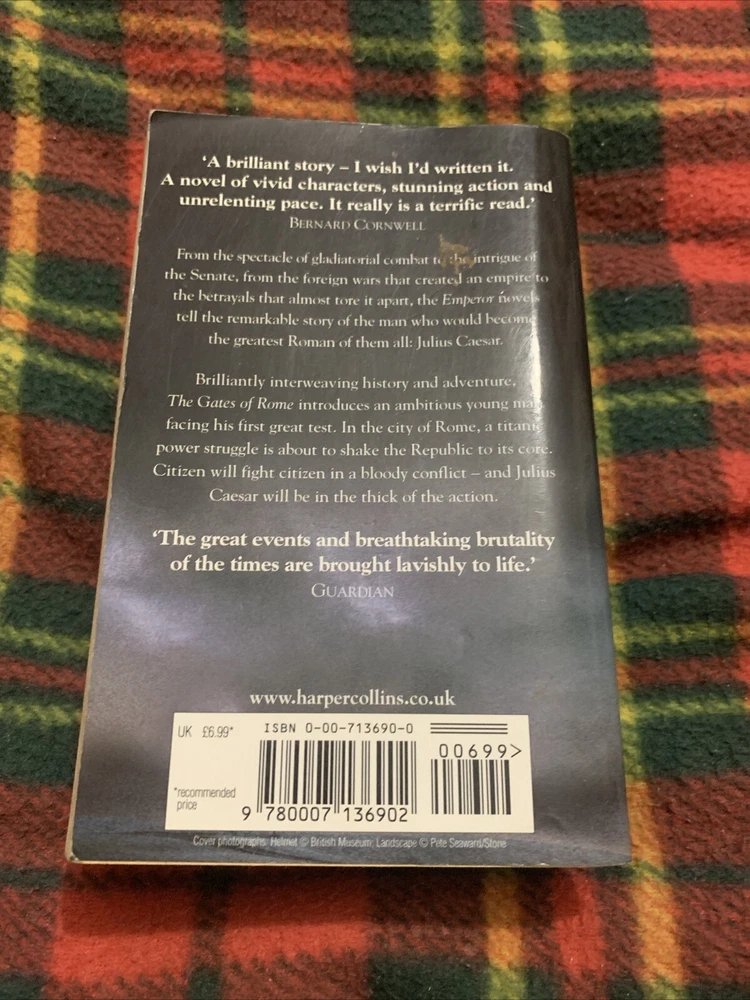 ‘A brilliant story – I wish I’d written it.
A novel of vivid characters, stunning action and
unrelenting pace. It really is a terrific read.’
BERNARD CORNWELL
From the spectacle of gladiatorial combat to the intrigue of
the Senate, from the foreign wars that created an empire to
the betrayals that almost tore it apart, the Emperor novels
tell the remarkable story of the man who would become
the greatest Roman of them all: Julius Caesar.
Brilliantly interweaving history and adventure,
The Gates of Rome introduces an ambitious young man
facing his first great test. In the city of Rome, a titanic
power struggle is about to shake the Republic to its core.
Citizen will fight citizen in a bloody conflict – and Julius
Caesar will be in the thick of the action.
‘The great events and breathtaking brutality
of the times are brought lavishly to life.’
GUARDIAN
www.harpercollins.co.uk
UK £6.99*
ISBN 0-00-713690-0
00699>
*recommended
price
9 780007 136902
Cover photographs: Helmet © British Museum; Landscape © Pete Seaward/Stone